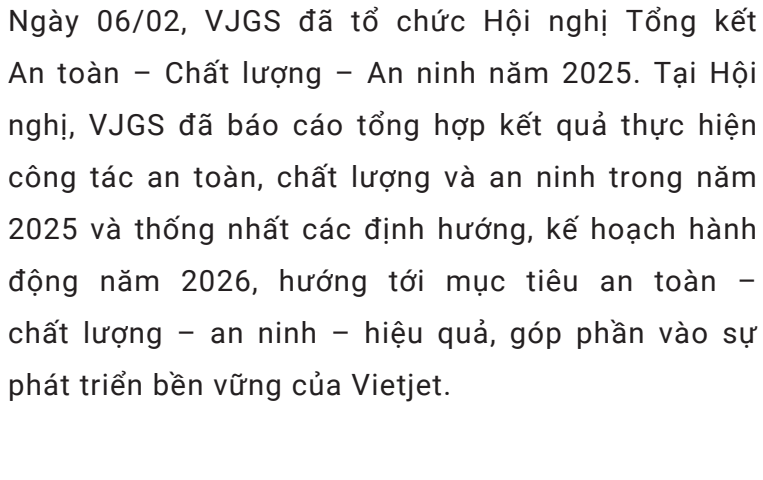 Ngày 06/02, VJGS đã tổ chức Hội nghị Tổng kết
An toàn – Chất lượng – An ninh năm 2025. Tại Hội
nghị, VJGS đã báo cáo tổng hợp kết quả thực hiện
công tác an toàn, chất lượng và an ninh trong năm
2025 và thống nhất các định hướng, kế hoạch hành
động năm 2026, hướng tới mục tiêu an toàn –
chất lượng – an ninh – hiệu quả, góp phần vào sự
phát triển bền vững của Vietjet.